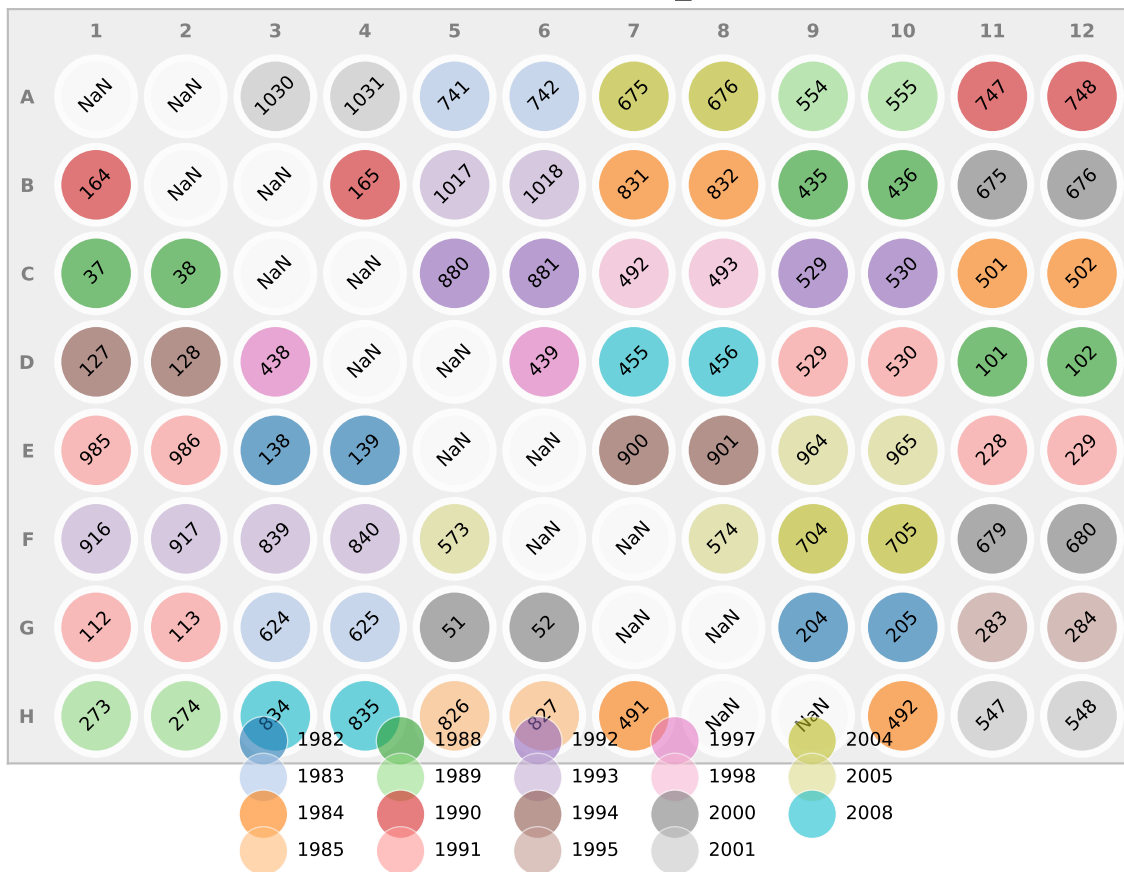 1 2 3 4 5 6 7 8 9 10 11 12
A NaN NaN 1030 1031 741 742 675 676 554 555 747 748
B 164 NaN NaN 165 1017 1018 831 832 435 436 675 676
C 37 38 NaN NaN 880 881 492 493 529 530 501 502
D 127 128 438 NaN NaN 439 455 456 529 530 101 102
E 985 986 138 139 NaN NaN 900 901 964 965 228 229
F 916 917 839 840 573 NaN NaN 574 704 705 679 680
G 112 113 624 625 51 52 NaN NaN 204 205 283 284
H 273 274 834 835 826 827 491 NaN NaN 492 547 548
1982 1988 1992 1997 2004
1983 1989 1993 1998 2005
1984 1990 1994 2000 2008
1985 1991 1995 2001